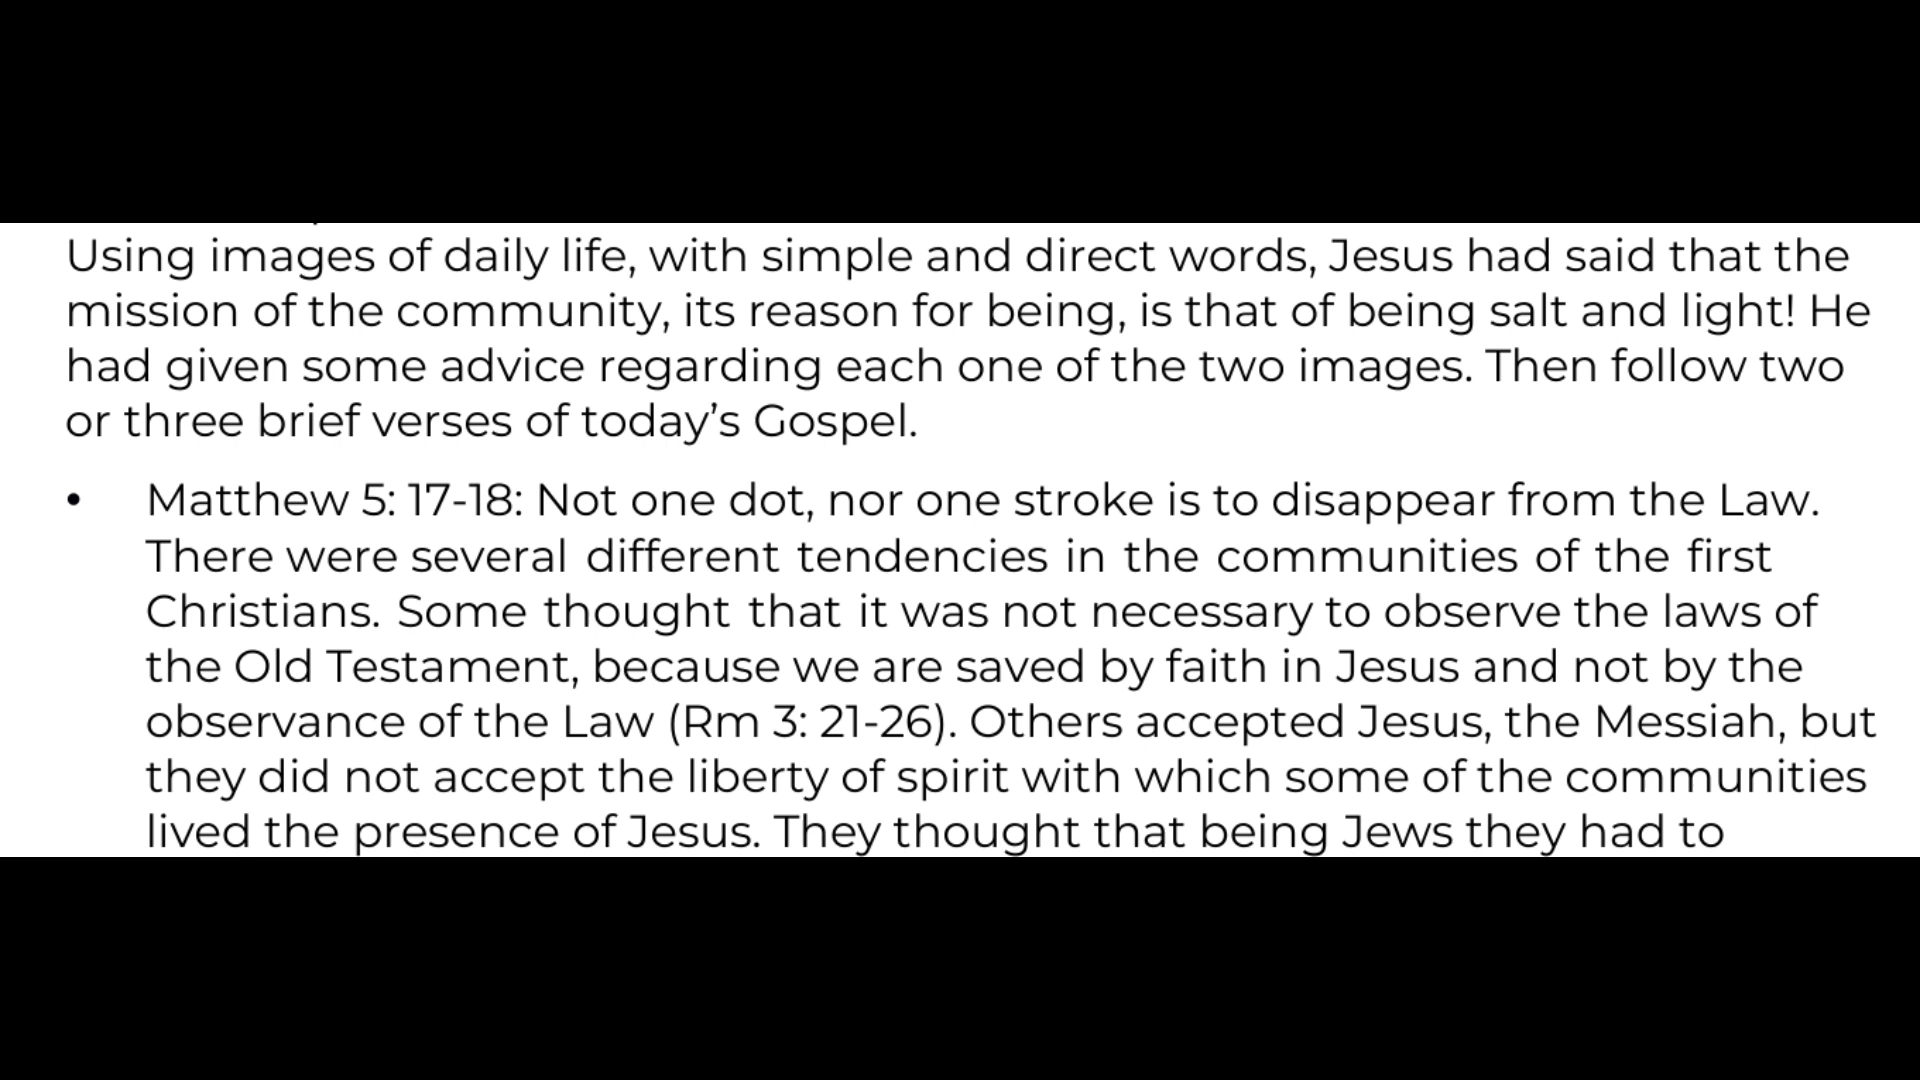 Using images of daily life, with simple and direct words, Jesus had said that the
mission of the community, its reason for being, is that of being salt and light! He
had given some advice regarding each one of the two images. Then follow two
or three brief verses of today’s Gospel.
• Matthew 5: 17-18: Not one dot, nor one stroke is to disappear from the Law.
There were several different tendencies in the communities of the first
Christians. Some thought that it was not necessary to observe the laws of
the Old Testament, because we are saved by faith in Jesus and not by the
observance of the Law (Rm 3: 21-26). Others accepted Jesus, the Messiah, but
they did not accept the liberty of spirit with which some of the communities
lived the presence of Jesus. They thought that being Jews they had to